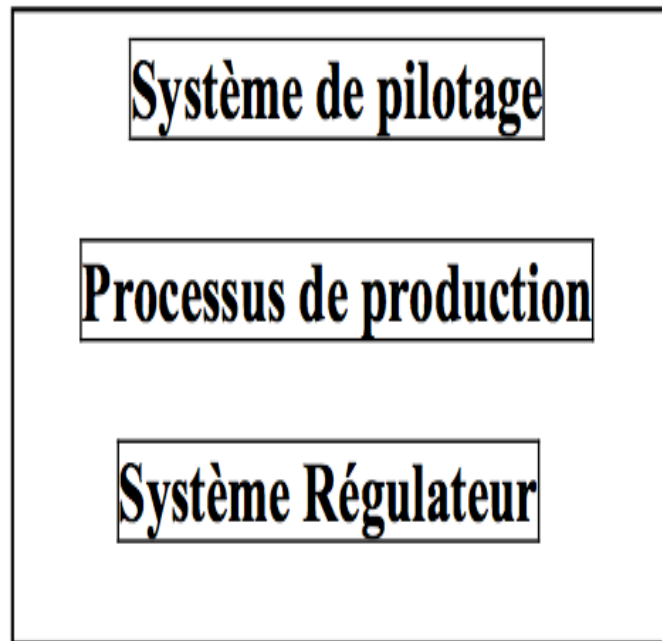 Système de pilotage
Processus de production
Système Régulateur